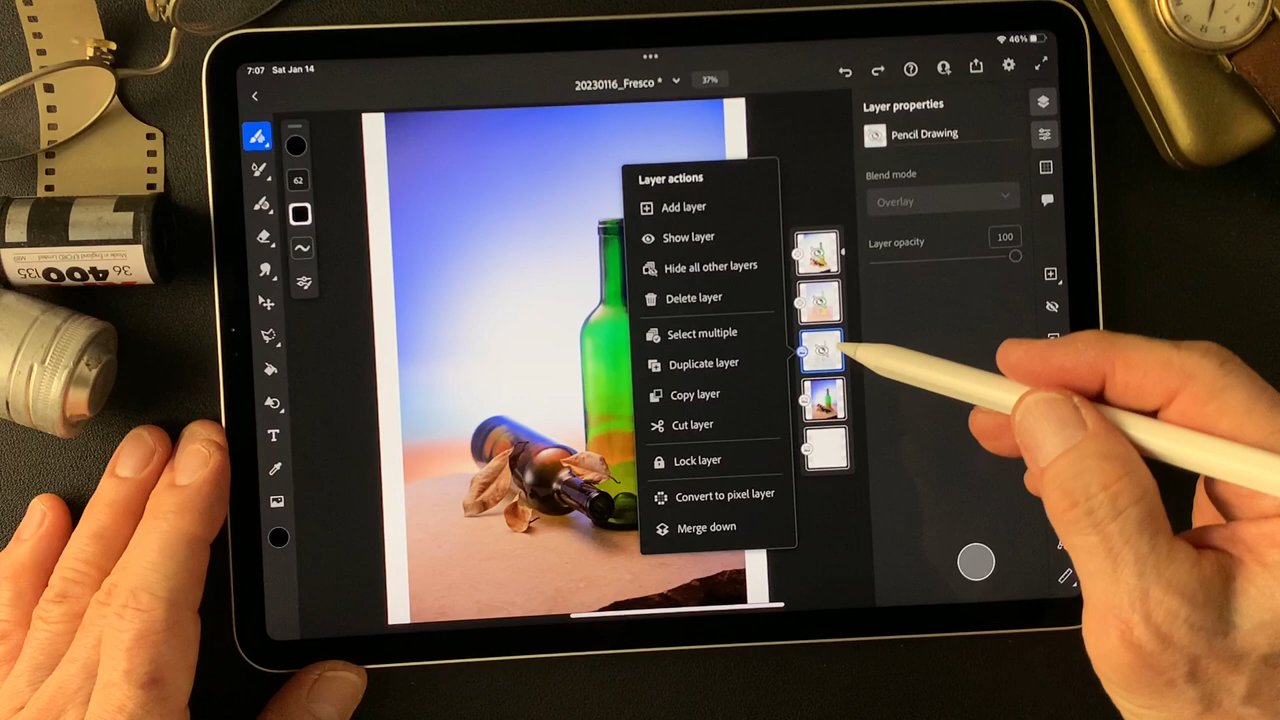 7:07 Sat Jan 14
46%
20230116_Fresco *
37%
62
T
Layer actions
Add layer
Show layer
Hide all other layers
Delete layer
Select multiple
Duplicate layer
Copy layer
Cut layer
Lock layer
Convert to pixel layer
Merge down
Layer properties
Pencil Drawing
Blend mode
Overlay
Layer opacity
100
36
400
135